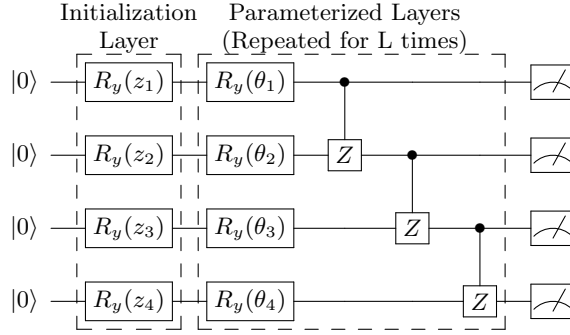 Initialization Layer
Parameterized Layers
(Repeated for L times)
|0⟩ R_y(z_1) R_y(θ_1)
|0⟩ R_y(z_2) R_y(θ_2) Z
|0⟩ R_y(z_3) R_y(θ_3) Z
|0⟩ R_y(z_4) R_y(θ_4) Z